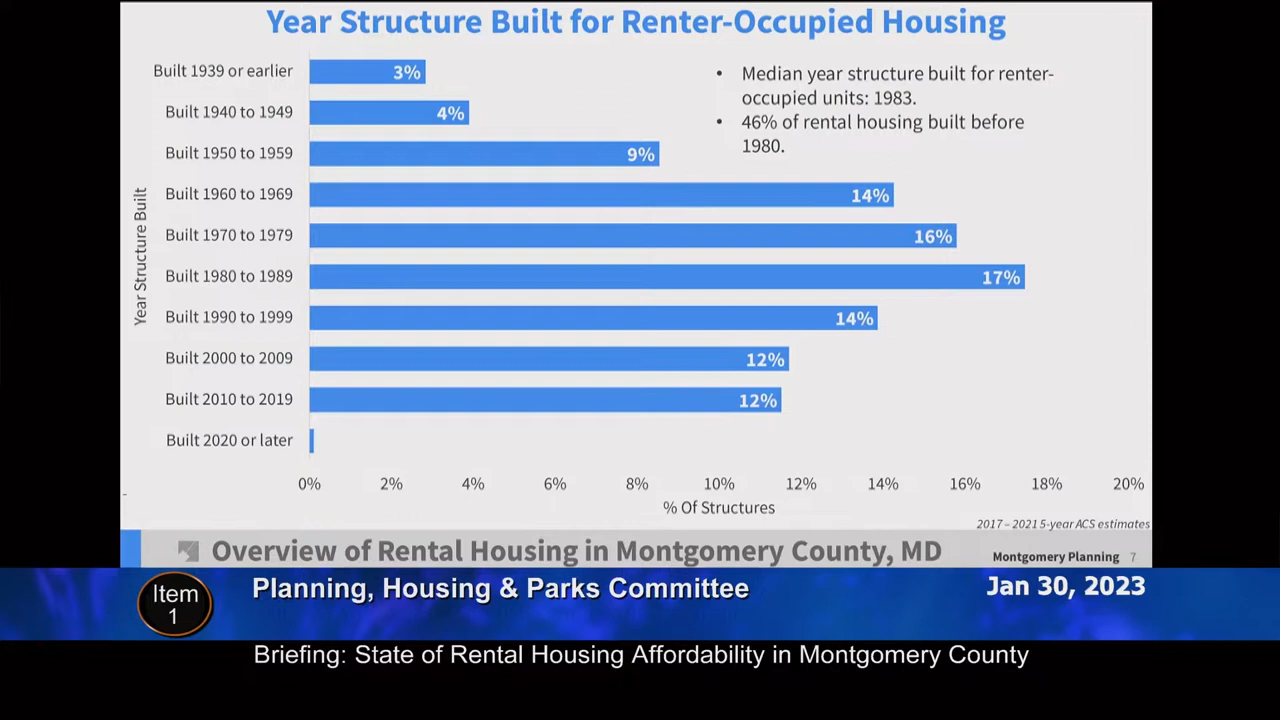 Year Structure Built for Renter-Occupied Housing
Built 1939 or earlier
3%
Built 1940 to 1949
4%
Built 1950 to 1959
9%
Built 1960 to 1969
14%
Built 1970 to 1979
16%
Built 1980 to 1989
17%
Built 1990 to 1999
14%
Built 2000 to 2009
12%
Built 2010 to 2019
12%
Built 2020 or later
Year Structure Built
• Median year structure built for renter-
occupied units: 1983.
• 46% of rental housing built before
1980.
0% 2% 4% 6% 8% 10% 12% 14% 16% 18% 20%
% Of Structures
2017 – 2021 5-year ACS estimates
Overview of Rental Housing in Montgomery County, MD
Montgomery Planning 7
Item
1
Planning, Housing & Parks Committee
Jan 30, 2023
Briefing: State of Rental Housing Affordability in Montgomery County